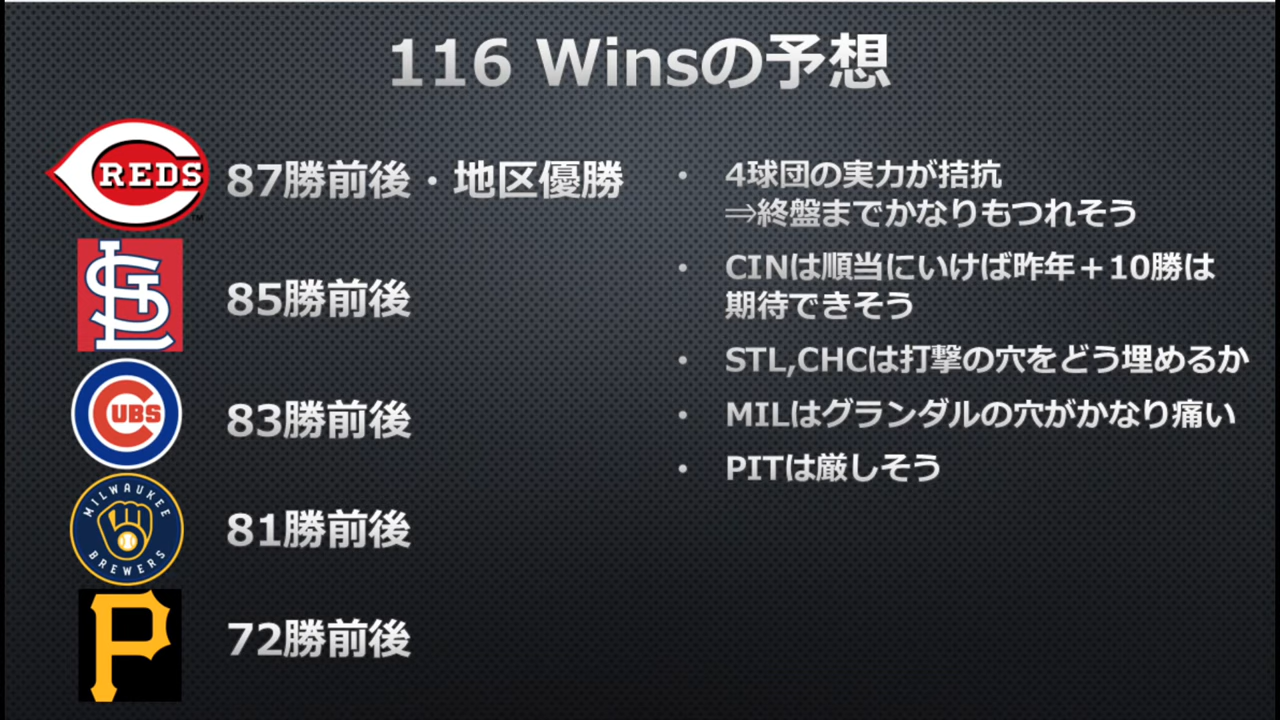 116 Winsの予想
REDS
87勝前後・地区優勝
STL
85勝前後
CUBS
83勝前後
MILWAUKEE
BREWERS
81勝前後
P
72勝前後
・ 4球団の実力が拮抗
⇒終盤までかなりもつれそう
・ CINは順当にいけば昨年＋10勝は
期待できそう
・ STL,CHCは打撃の穴をどう埋めるか
・ MILはグランダルの穴がかなり痛い
・ PITは厳しそう